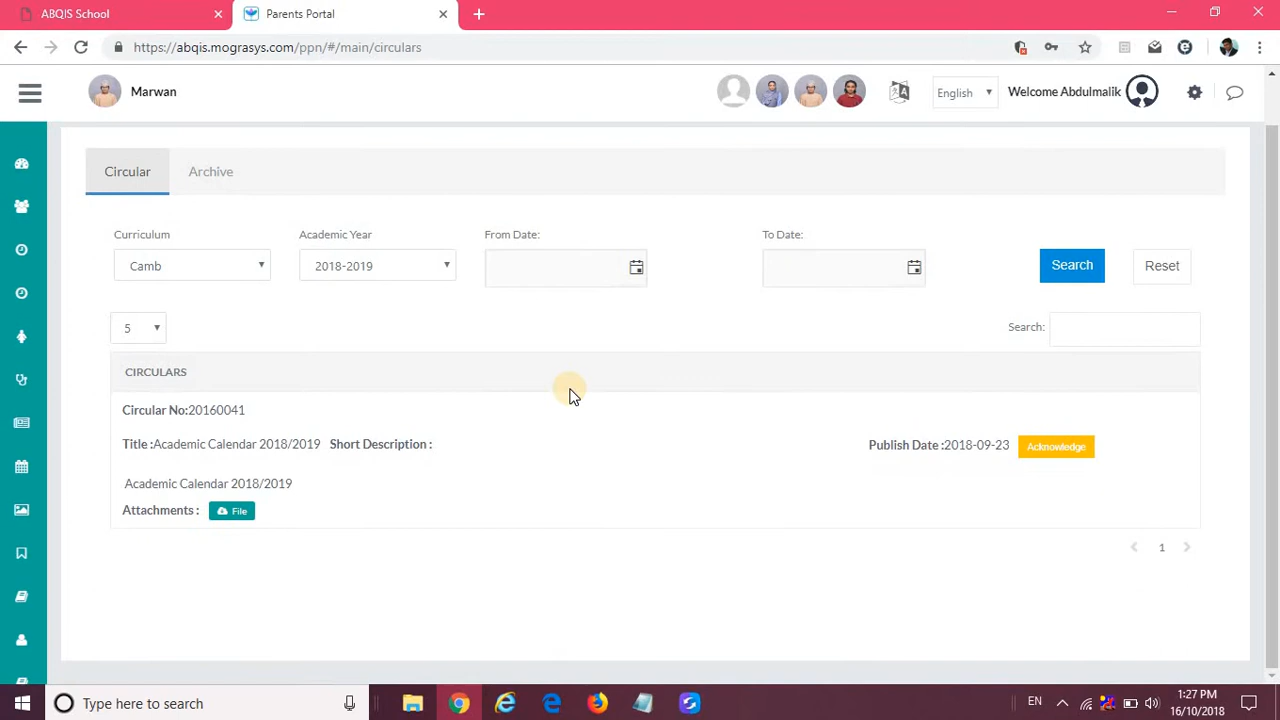 ABQIS School
Parents Portal
https://abqis.mograsys.com/ppn/#/main/circulars
Marwan
English
Welcome Abdulmalik
Circular
Archive
Curriculum
Academic Year
From Date:
To Date:
Camb
2018-2019
Search
Reset
5
Search:
CIRCULARS
Circular No:20160041
Title :Academic Calendar 2018/2019 Short Description :
Publish Date :2018-09-23
Acknowledge
Academic Calendar 2018/2019
Attachments : File
1
Type here to search
EN
1:27 PM
16/10/2018